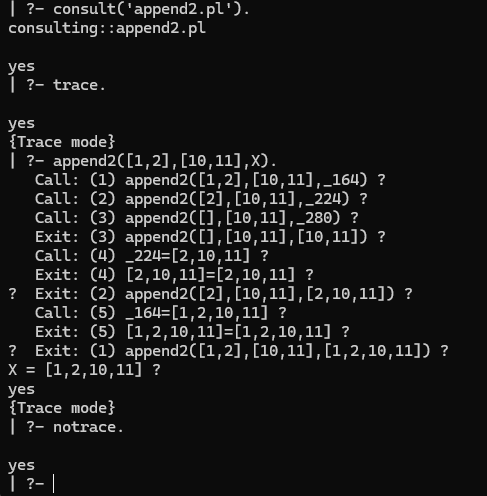 | ?- consult('append2.pl').
consulting::append2.pl

yes
| ?- trace.

yes
{Trace mode}
| ?- append2([1,2],[10,11],X).
   Call: (1) append2([1,2],[10,11],_164) ?
   Call: (2) append2([2],[10,11],_224) ?
   Call: (3) append2([],[10,11],_280) ?
   Exit: (3) append2([],[10,11],[10,11]) ?
   Call: (4) _224=[2,10,11] ?
   Exit: (4) [2,10,11]=[2,10,11] ?
?  Exit: (2) append2([2],[10,11],[2,10,11]) ?
   Call: (5) _164=[1,2,10,11] ?
   Exit: (5) [1,2,10,11]=[1,2,10,11] ?
?  Exit: (1) append2([1,2],[10,11],[1,2,10,11]) ?
X = [1,2,10,11] ?
yes
{Trace mode}
| ?- notrace.

yes
| ?-